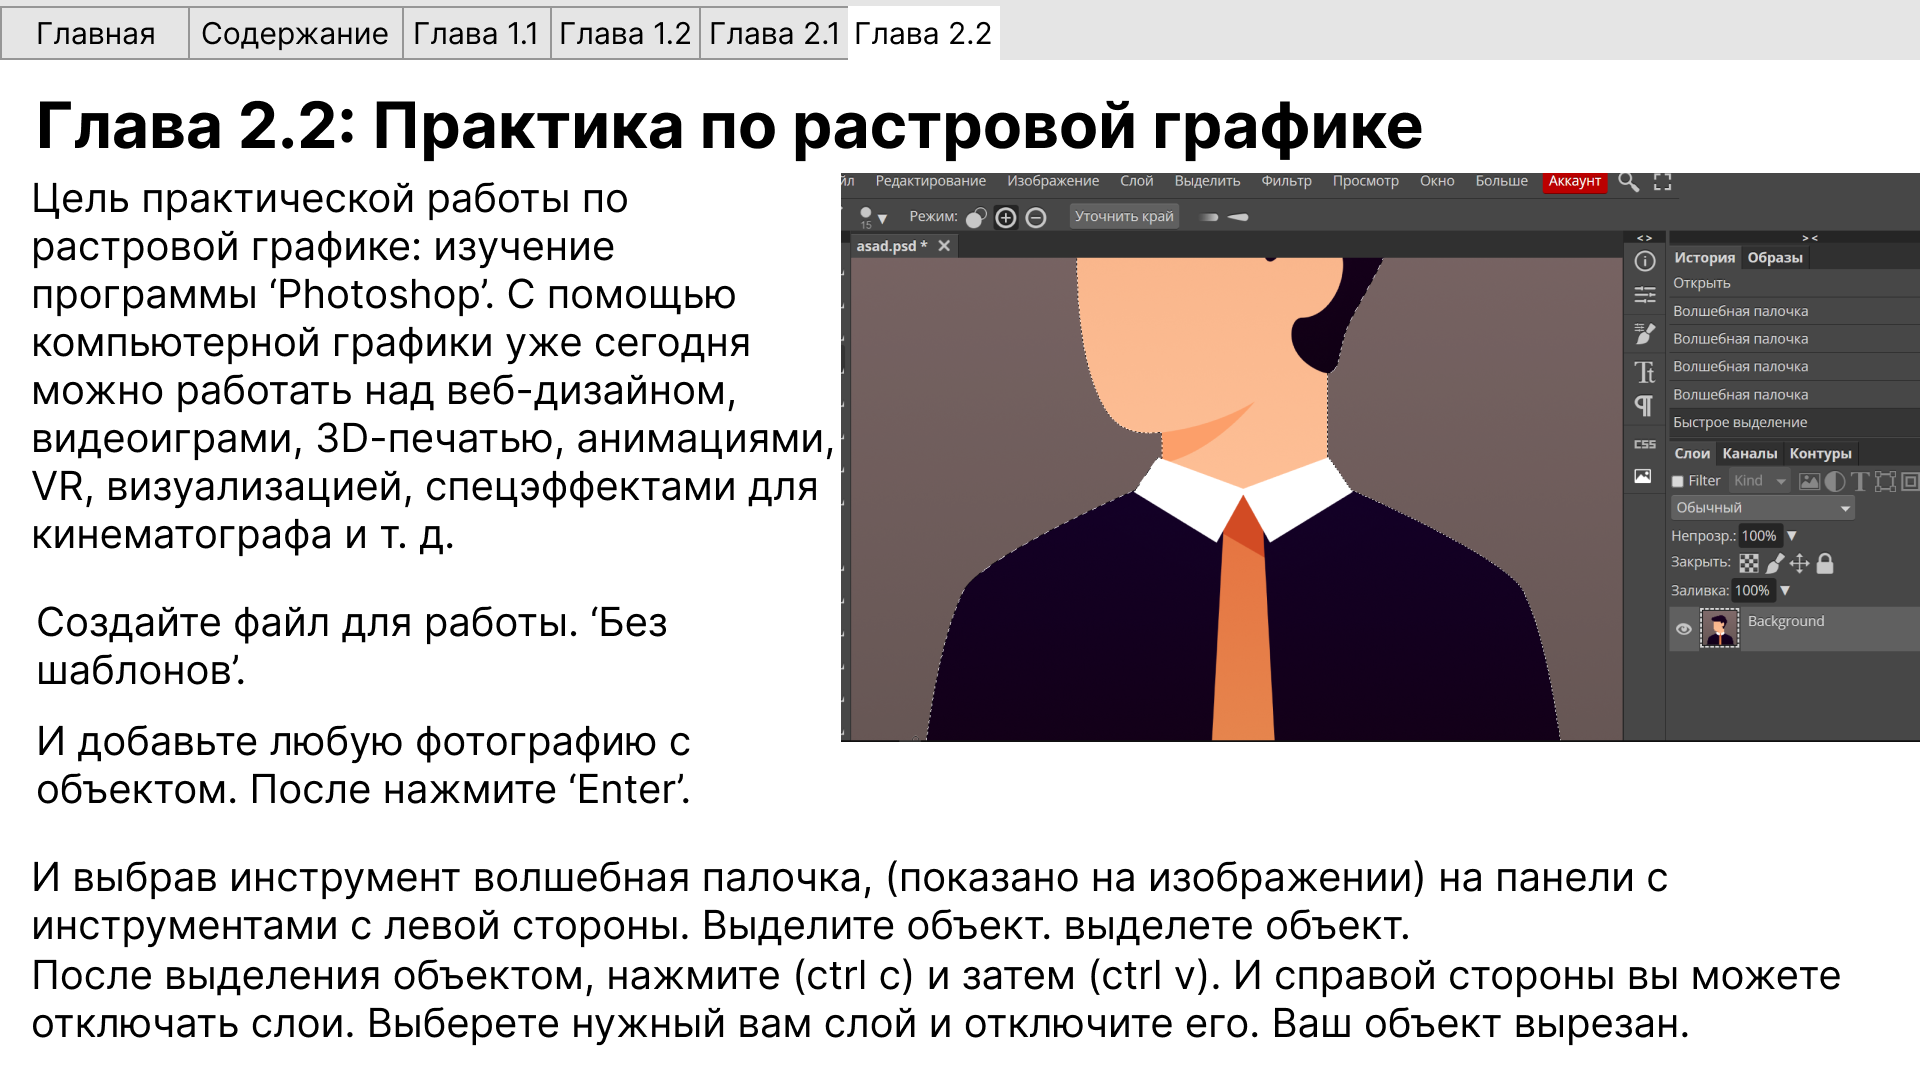 Главная Содержание Глава 1.1 Глава 1.2 Глава 2.1 Глава 2.2
Глава 2.2: Практика по растровой графике
Цель практической работы по
растровой графике: изучение
программы ‘Photoshop’. С помощью
компьютерной графики уже сегодня
можно работать над веб-дизайном,
видеоиграми, 3D-печатью, анимациями,
VR, визуализацией, спецэффектами для
кинематографа и т. д.
Создайте файл для работы. ‘Без
шаблонов’.
И добавьте любую фотографию с
объектом. После нажмите ‘Enter’.
йл Редактирование Изображение Слой Выделить Фильтр Просмотр Окно Больше Аккаунт
15 Режим: Уточнить край
asad.psd *
История Образы
Открыть
Волшебная палочка
Волшебная палочка
Волшебная палочка
Волшебная палочка
Быстрое выделение
CSS
Слои Каналы Контуры
Filter Kind
Обычный
Непрозр.: 100%
Закрыть:
Заливка: 100%
Background
И выбрав инструмент волшебная палочка, (показано на изображении) на панели с
инструментами с левой стороны. Выделите объект. выделете объект.
После выделения объектом, нажмите (ctrl c) и затем (ctrl v). И справой стороны вы можете
отключать слои. Выберете нужный вам слой и отключите его. Ваш объект вырезан.